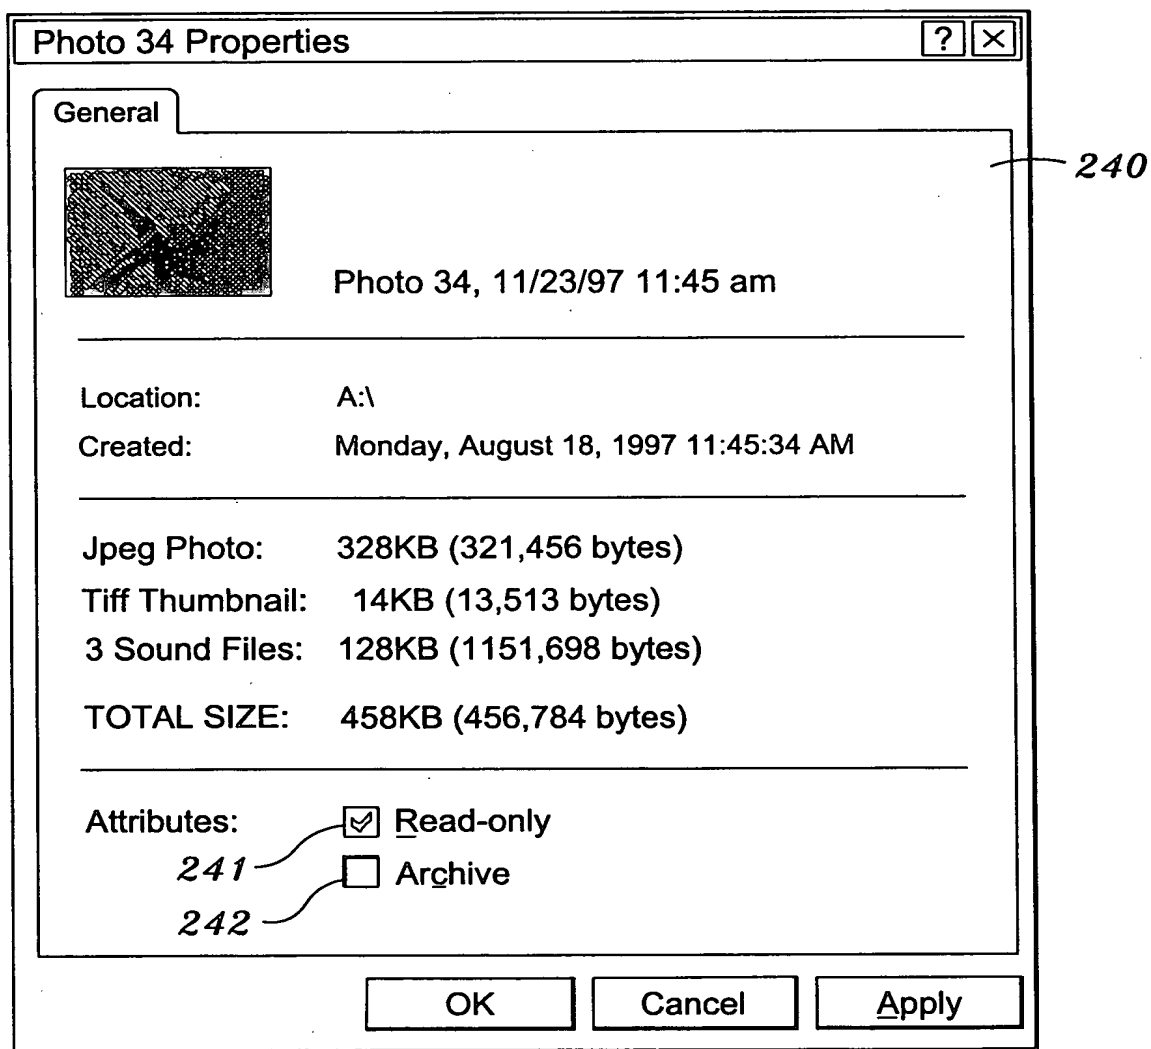 Photo 34 Properties ? ×
General
240
Photo 34, 11/23/97 11:45 am
Location: A:\
Created: Monday, August 18, 1997 11:45:34 AM
Jpeg Photo: 328KB (321,456 bytes)
Tiff Thumbnail: 14KB (13,513 bytes)
3 Sound Files: 128KB (1151,698 bytes)
TOTAL SIZE: 458KB (456,784 bytes)
Attributes: Read-only
241 Archive
242
OK Cancel Apply